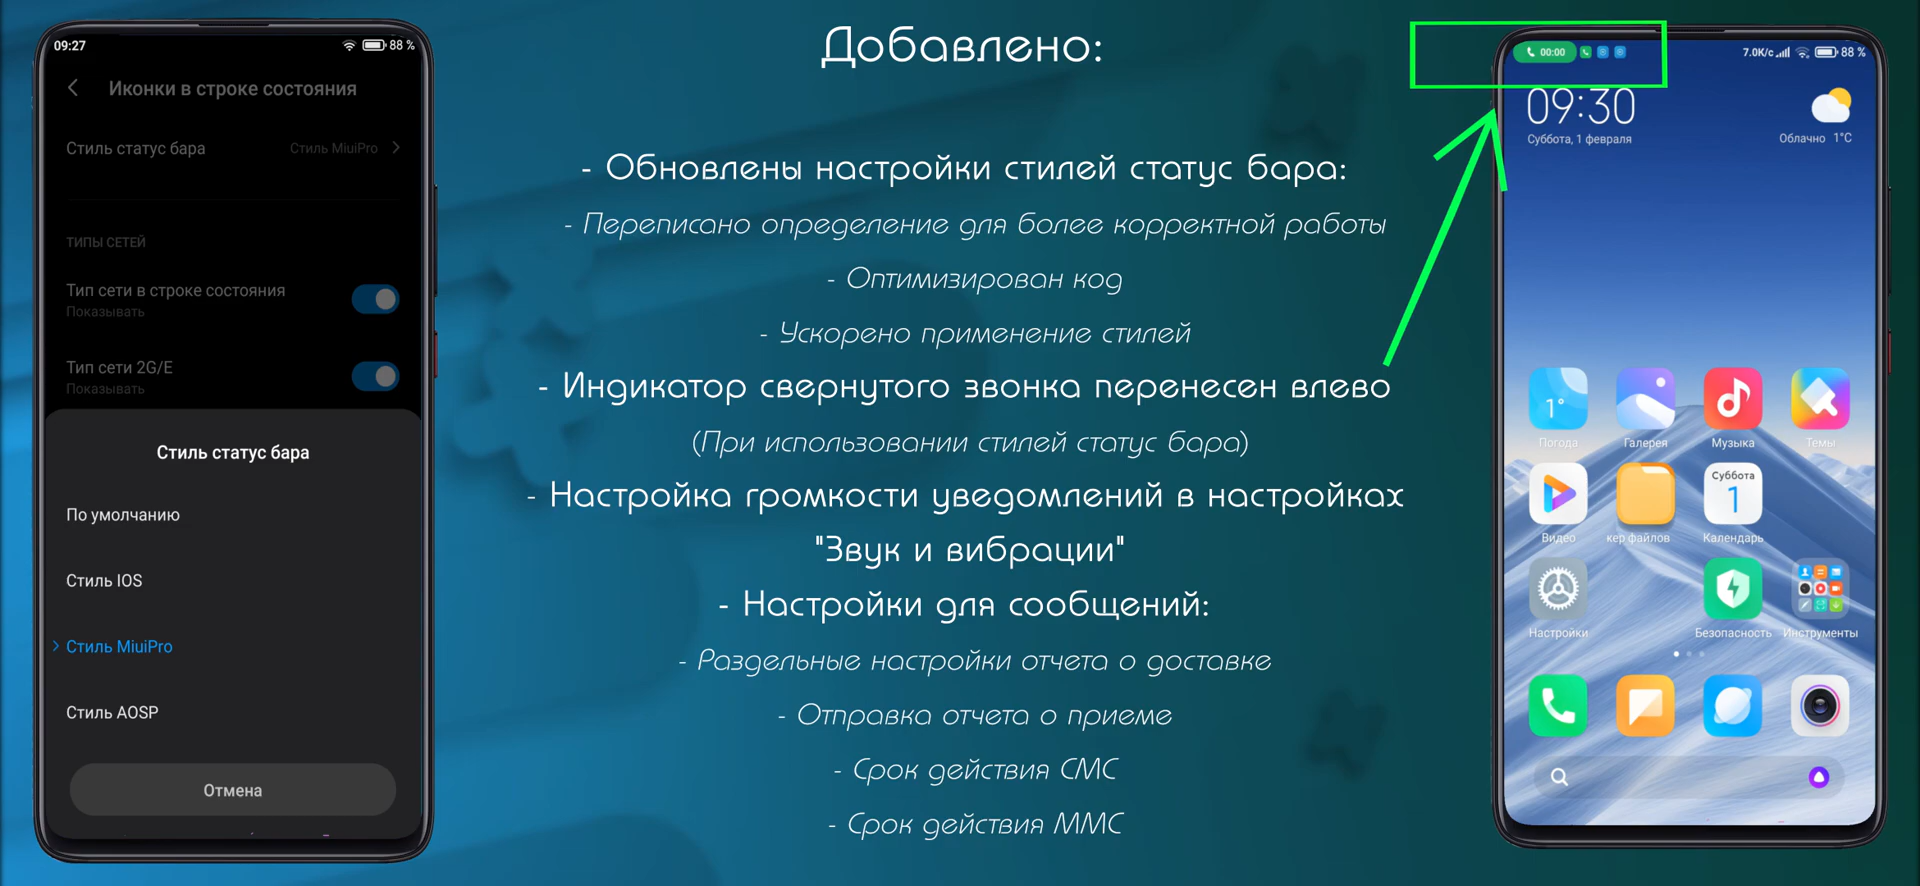 09:27
88 %
Иконки в строке состояния
Стиль статус бара
Стиль MiuiPro
ТИПЫ СЕТЕЙ
Тип сети в строке состояния
Показывать
Тип сети 2G/E
Показывать
Стиль статус бара
По умолчанию
Стиль IOS
Стиль MiuiPro
Стиль AOSP
Отмена
Добавлено:
- Обновлены настройки стилей статус бара:
- Переписано определение для более корректной работы
- Оптимизирован код
- Ускорено применение стилей
- Индикатор свернутого звонка перенесен влево
(При использовании стилей статус бара)
- Настройка громкости уведомлений в настройках
"Звук и вибрации"
- Настройки для сообщений:
- Раздельные настройки отчета о доставке
- Отправка отчета о приеме
- Срок действия СМС
- Срок действия ММС
00:00
7.0K/c
88 %
09:30
Суббота, 1 февраля
Облачно 1°C
1°
Погода
Галерея
Музыка
Темы
Суббота
1
Видео
кер файлов
Календарь
Настройки
Безопасность
Инструменты